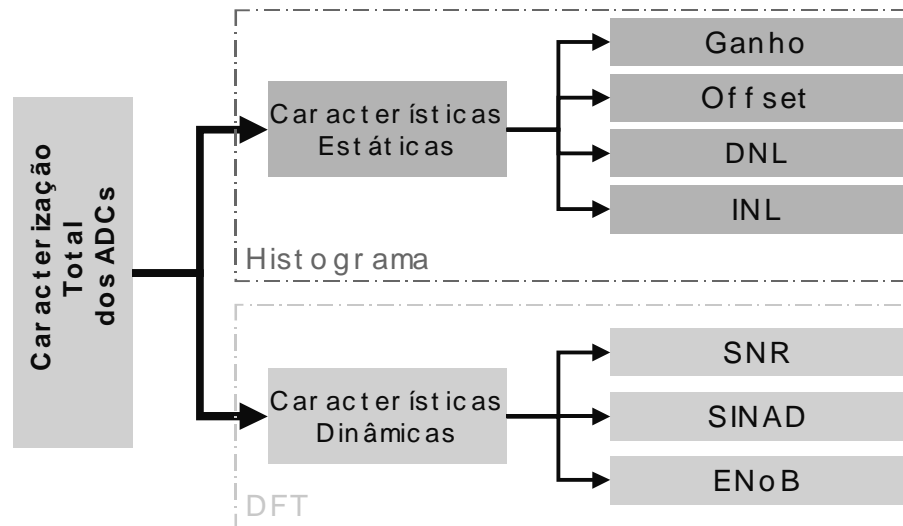 Caracterização
Total
dos ADCs
Características
Estáticas
Ganho
Offset
DNL
INL
Histograma
Características
Dinâmicas
SNR
SINAD
ENoB
DFT